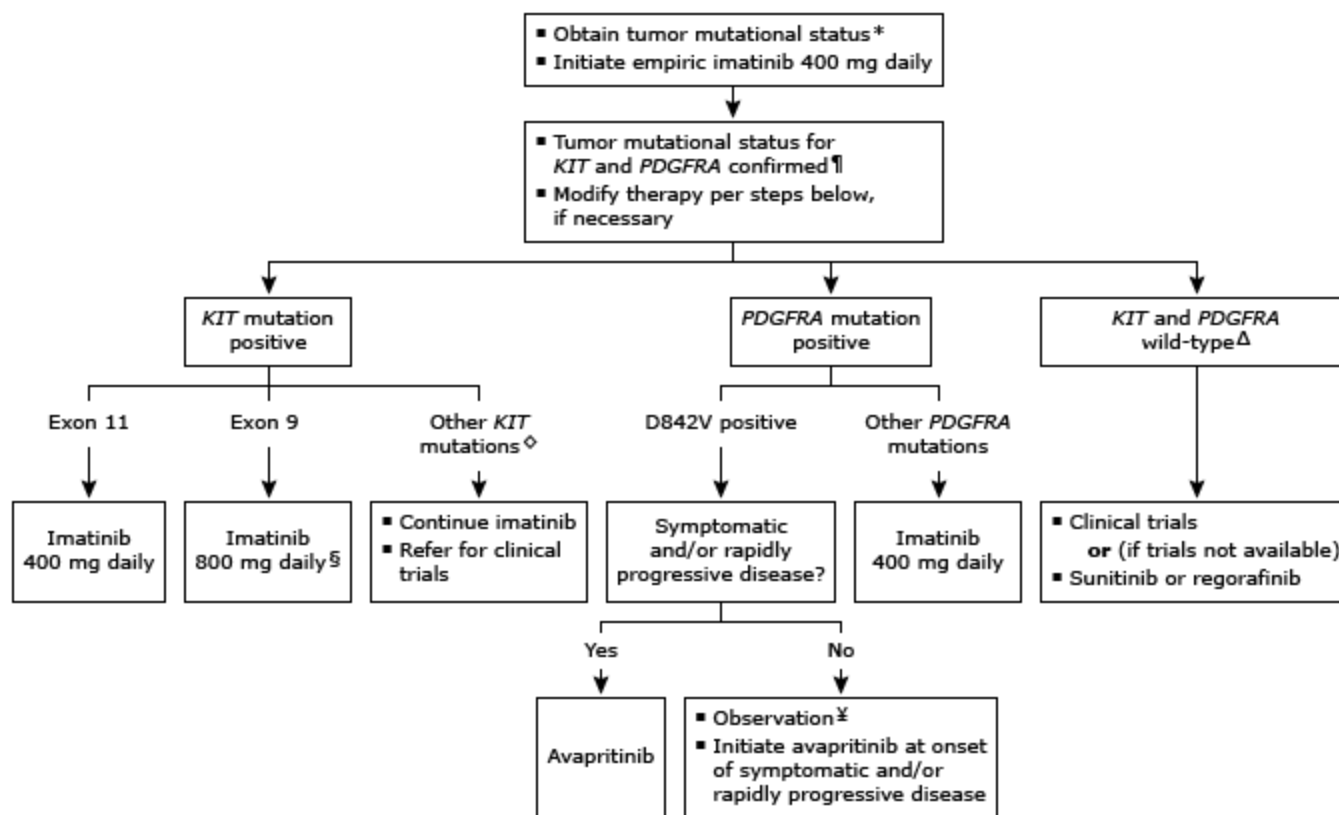 ▪ Obtain tumor mutational status*
▪ Initiate empiric imatinib 400 mg daily
▪ Tumor mutational status for
KIT and PDGFRA confirmed¶
▪ Modify therapy per steps below,
if necessary
KIT mutation
positive
PDGFRA mutation
positive
KIT and PDGFRA
wild-typeΔ
Exon 11
Exon 9
Other KIT
mutations◇
D842V positive
Other PDGFRA
mutations
Imatinib
400 mg daily
Imatinib
800 mg daily§
▪ Continue imatinib
▪ Refer for clinical
trials
Symptomatic
and/or rapidly
progressive disease?
Imatinib
400 mg daily
▪ Clinical trials
or (if trials not available)
▪ Sunitinib or regorafinib
Yes
No
Avapritinib
▪ Observation¥
▪ Initiate avapritinib at onset
of symptomatic and/or
rapidly progressive disease